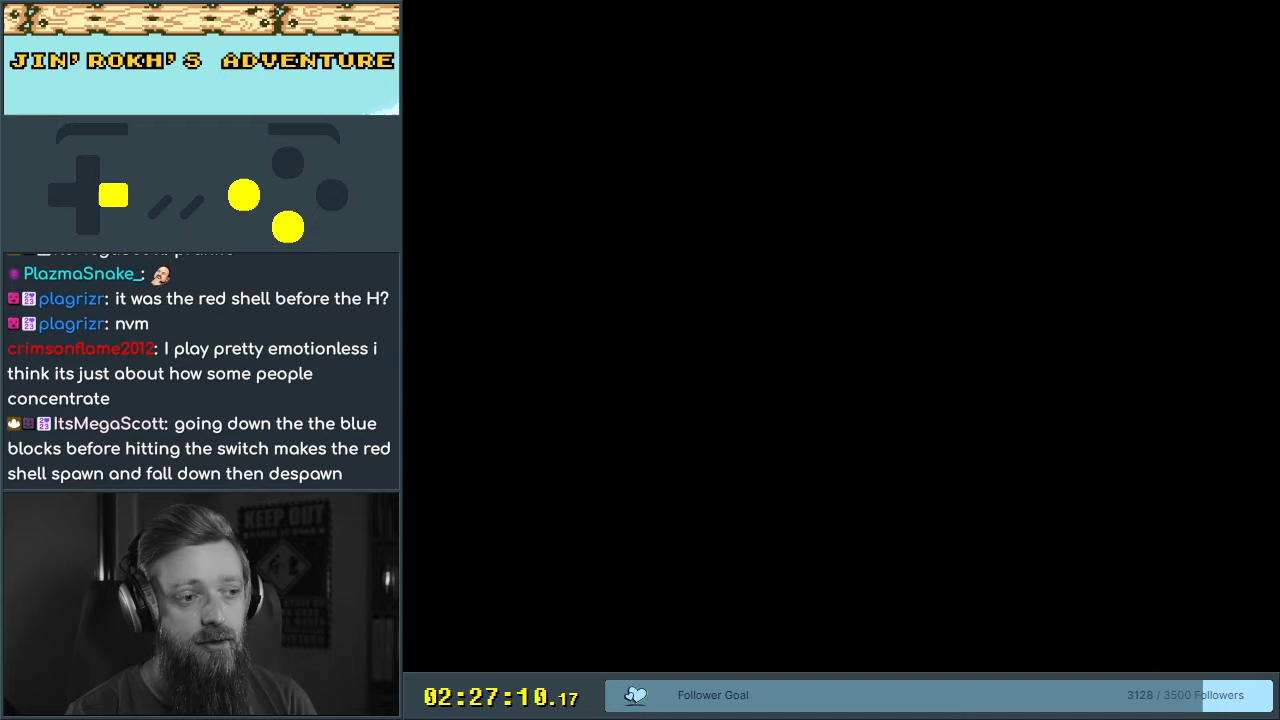 JIN'ROKH'S ADVENTURE
PlazmaSnake_:
plagrizr: it was the red shell before the H?
plagrizr: nvm
crimsonflame2012: I play pretty emotionless i
think its just about how some people
concentrate
ItsMegaScott: going down the the blue
blocks before hitting the switch makes the red
shell spawn and fall down then despawn
KEEP OUT
02:27:10.17
Follower Goal
3128 / 3500 Followers